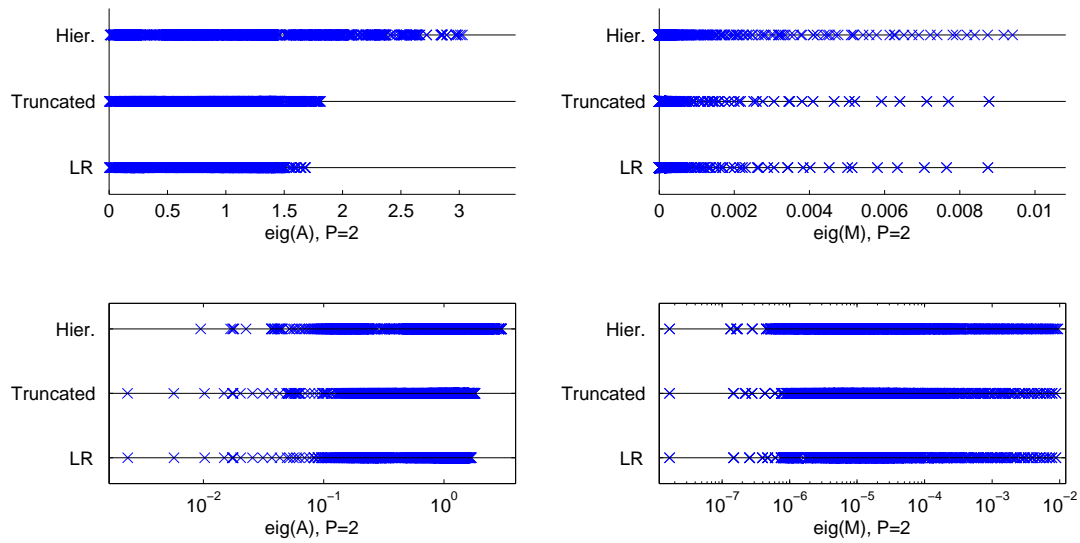 Hier.
Truncated
LR
0 0.5 1 1.5 2 2.5 3
eig(A), P=2
Hier.
Truncated
LR
0 0.002 0.004 0.006 0.008 0.01
eig(M), P=2
Hier.
Truncated
LR
10⁻² 10⁻¹ 10⁰
eig(A), P=2
Hier.
Truncated
LR
10⁻⁷ 10⁻⁶ 10⁻⁵ 10⁻⁴ 10⁻³ 10⁻²
eig(M), P=2